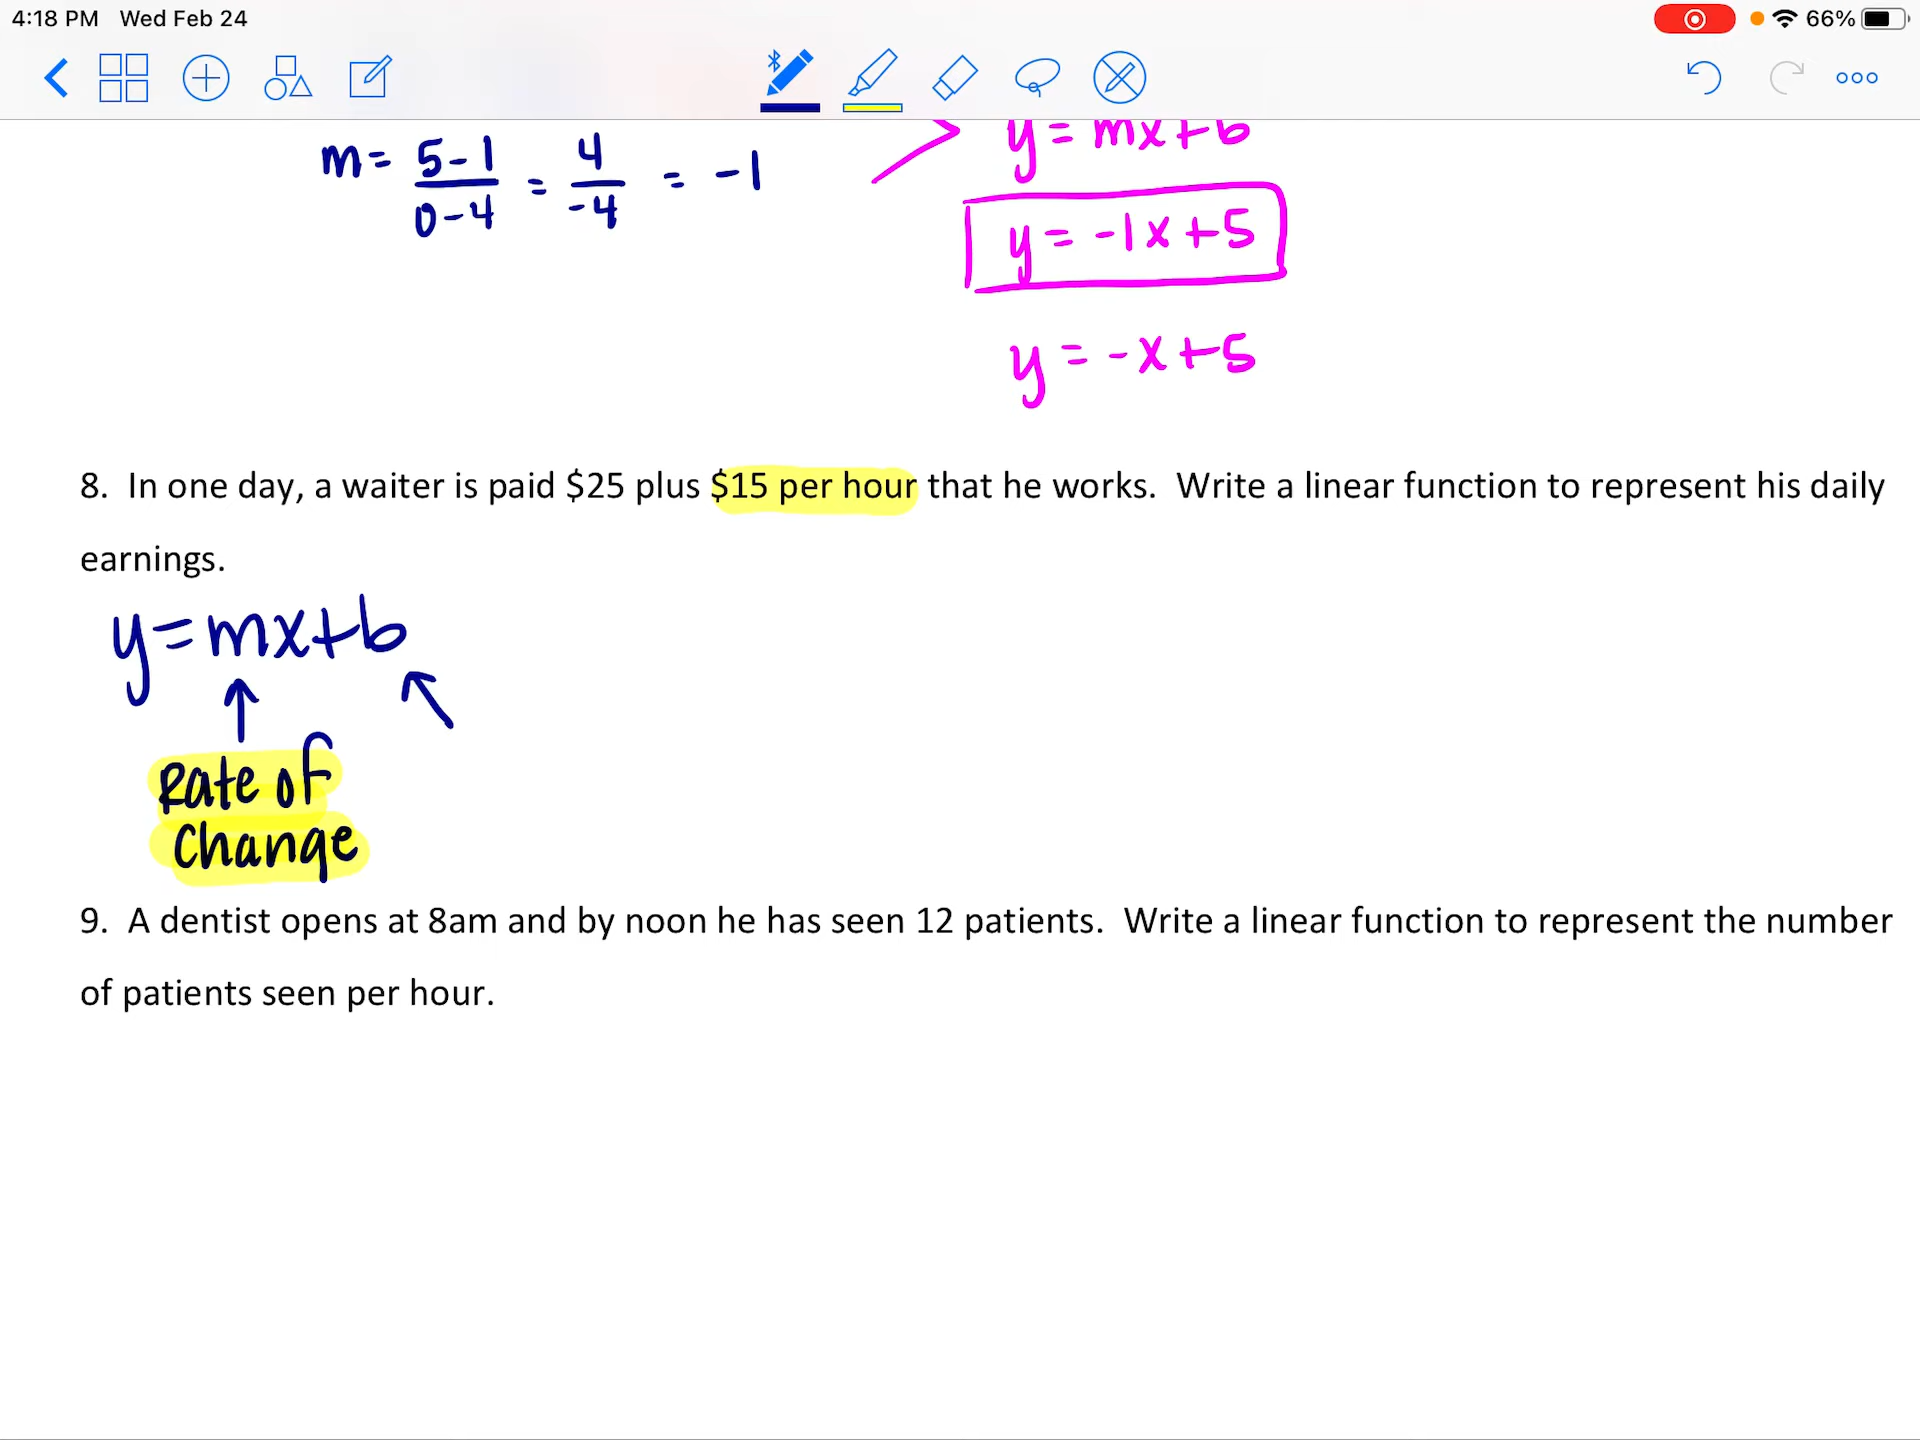 4:18 PM Wed Feb 24
66%
m = 5-1 / 0-4 = 4 / -4 = -1
y = mx+b
y = -1x+5
y = -x+5
8. In one day, a waiter is paid $25 plus $15 per hour that he works. Write a linear function to represent his daily
earnings.
y=mx+b
Rate of
Change
9. A dentist opens at 8am and by noon he has seen 12 patients. Write a linear function to represent the number
of patients seen per hour.